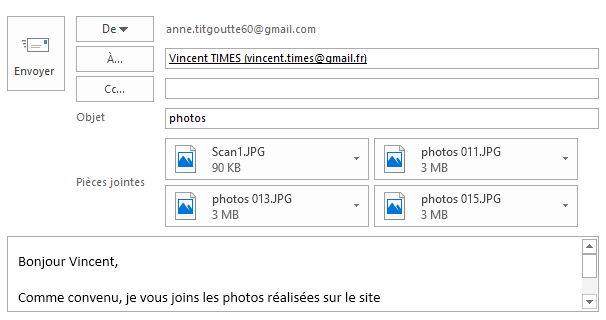 De
anne.titgoutte60@gmail.com
Envoyer
À...
Vincent TIMES (vincent.times@gmail.fr)
Cc...
Objet
photos
Pièces jointes
Scan1.JPG
90 KB
photos 011.JPG
3 MB
photos 013.JPG
3 MB
photos 015.JPG
3 MB
Bonjour Vincent,
Comme convenu, je vous joins les photos réalisées sur le site